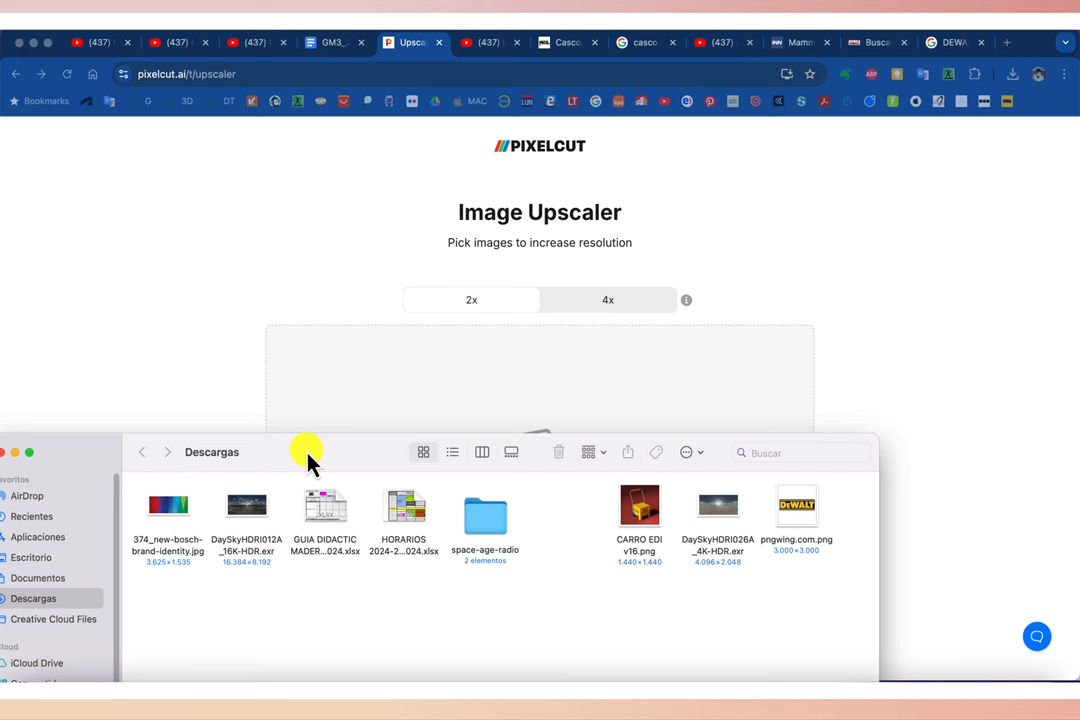 (437)
(437)
(437)
GM3_
Upsca
(437)
Casco
casco
(437)
Mamm
Buscar
DEWA
pixelcut.ai/t/upscaler
Bookmarks
G
3D
DT
MAC
PIXELCUT
Image Upscaler
Pick images to increase resolution
2x
4x
Descargas
Buscar
avoritos
AirDrop
Recientes
Aplicaciones
Escritorio
Documentos
Descargas
Creative Cloud Files
iCloud Drive
374_new-bosch-
brand-identity.jpg
3.625×1.535
DaySkyHDRI012A
_16K-HDR.exr
16.384×8.192
XLSX
GUIA DIDACTIC
MADER...024.xlsx
HORARIOS
2024-2...024.xlsx
space-age-radio
2 elementos
CARRO EDI
v16.png
1.440×1.440
DaySkyHDRI026A
_4K-HDR.exr
4.096×2.048
DEWALT
pngwing.com.png
3.000×3.000